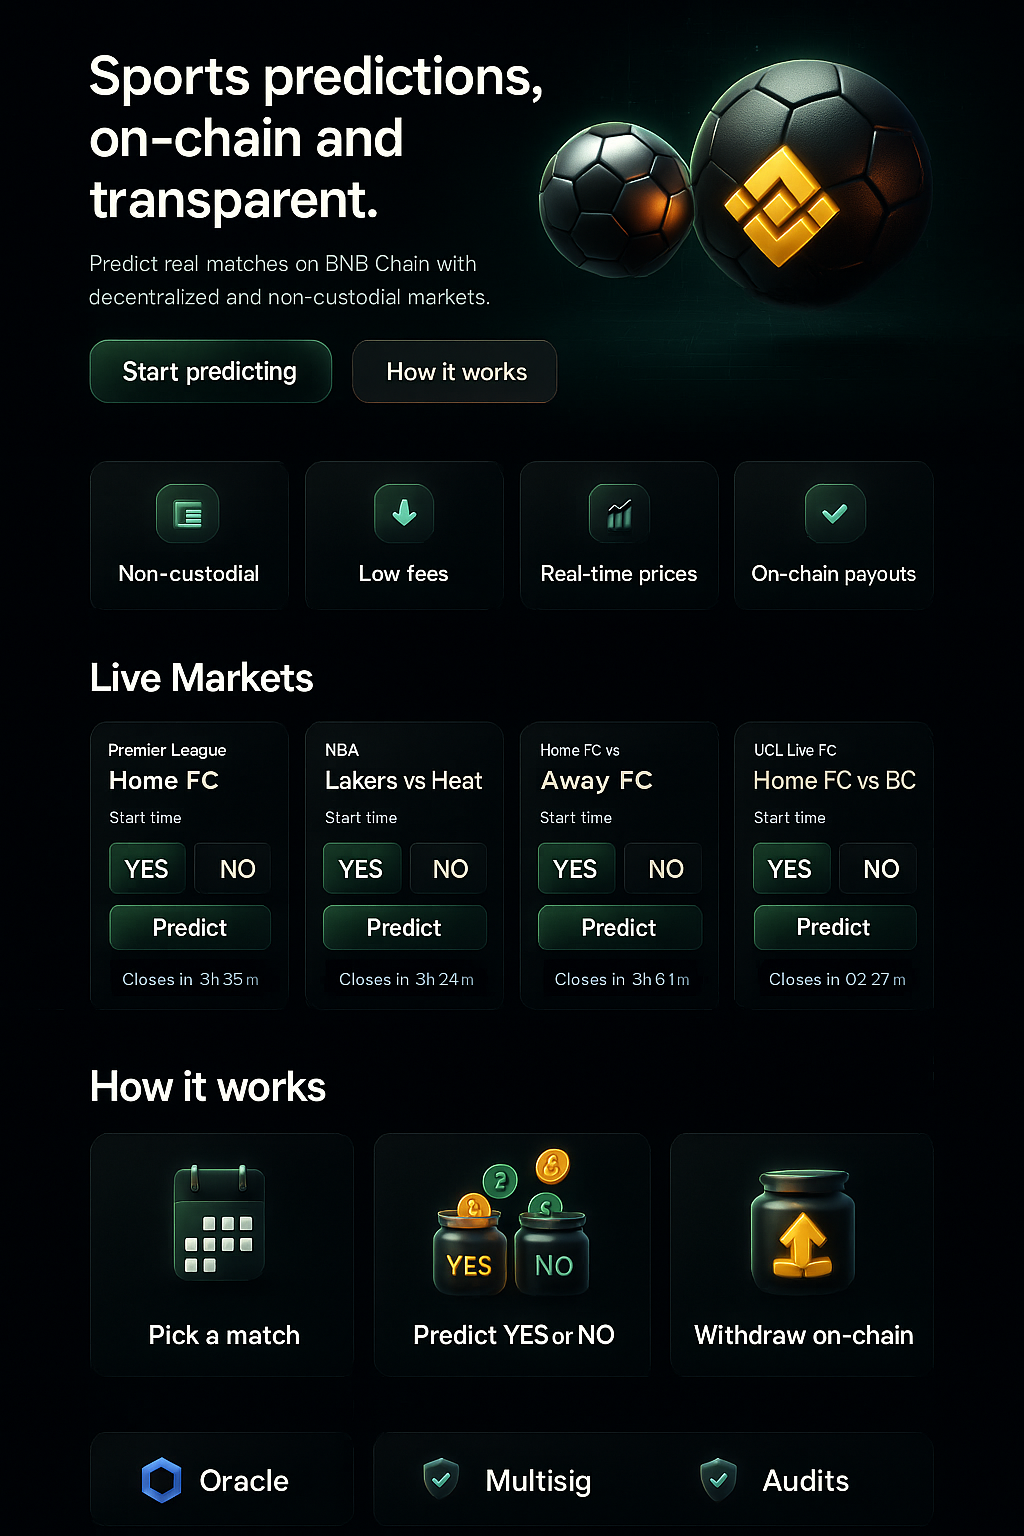 Sports predictions,
on-chain and
transparent.
Predict real matches on BNB Chain with
decentralized and non-custodial markets.
Start predicting
How it works
Non-custodial
Low fees
Real-time prices
On-chain payouts
Live Markets
Premier League
Home FC
Start time
YES NO
Predict
Closes in 3h 35 m
NBA
Lakers vs Heat
Start time
YES NO
Predict
Closes in 3h 24 m
Home FC vs
Away FC
Start time
YES NO
Predict
Closes in 3h 6 1 m
UCL Live FC
Home FC vs BC
Start time
YES NO
Predict
Closes in 02 27 m
How it works
Pick a match
YES NO
Predict YES or NO
Withdraw on-chain
Oracle
Multisig
Audits